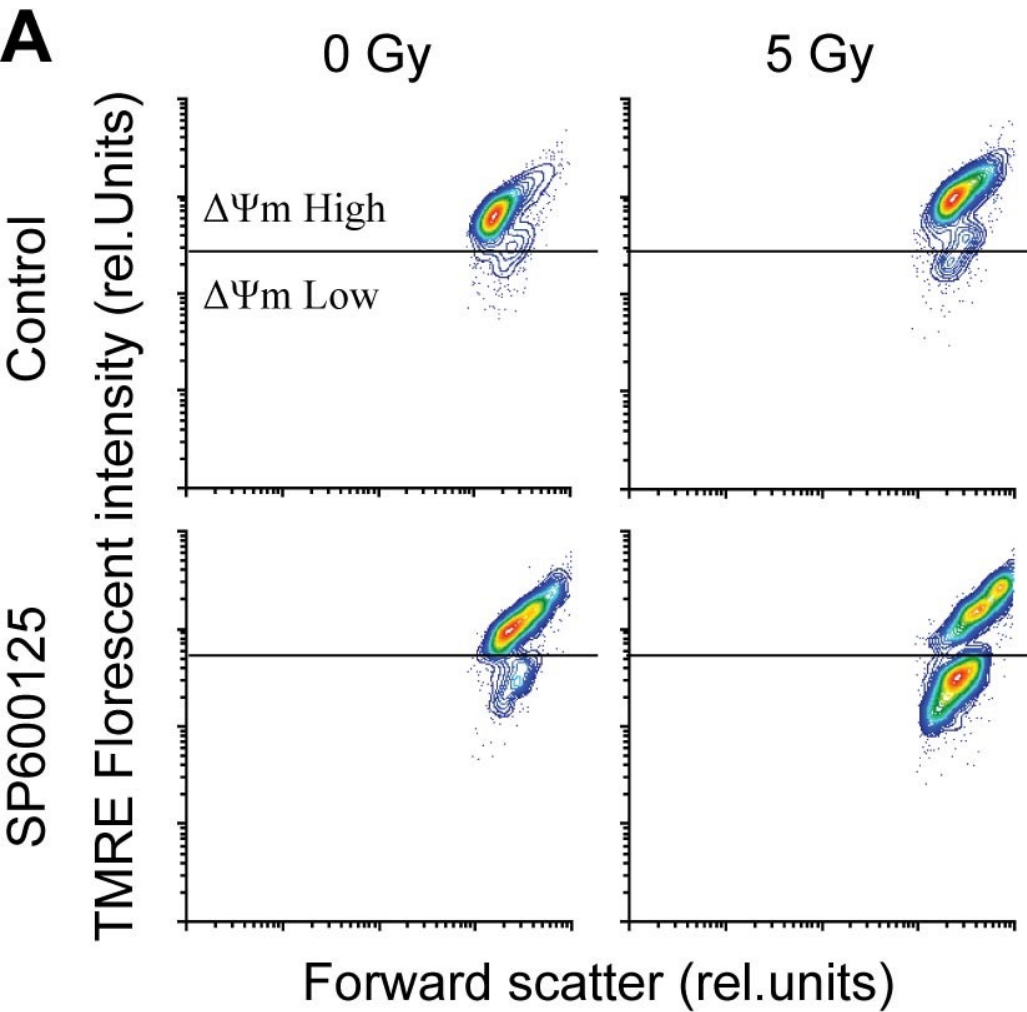 A
0 Gy
5 Gy
Control
SP600125
TMRE Florescent intensity (rel.Units)
ΔΨm High
ΔΨm Low
Forward scatter (rel.units)